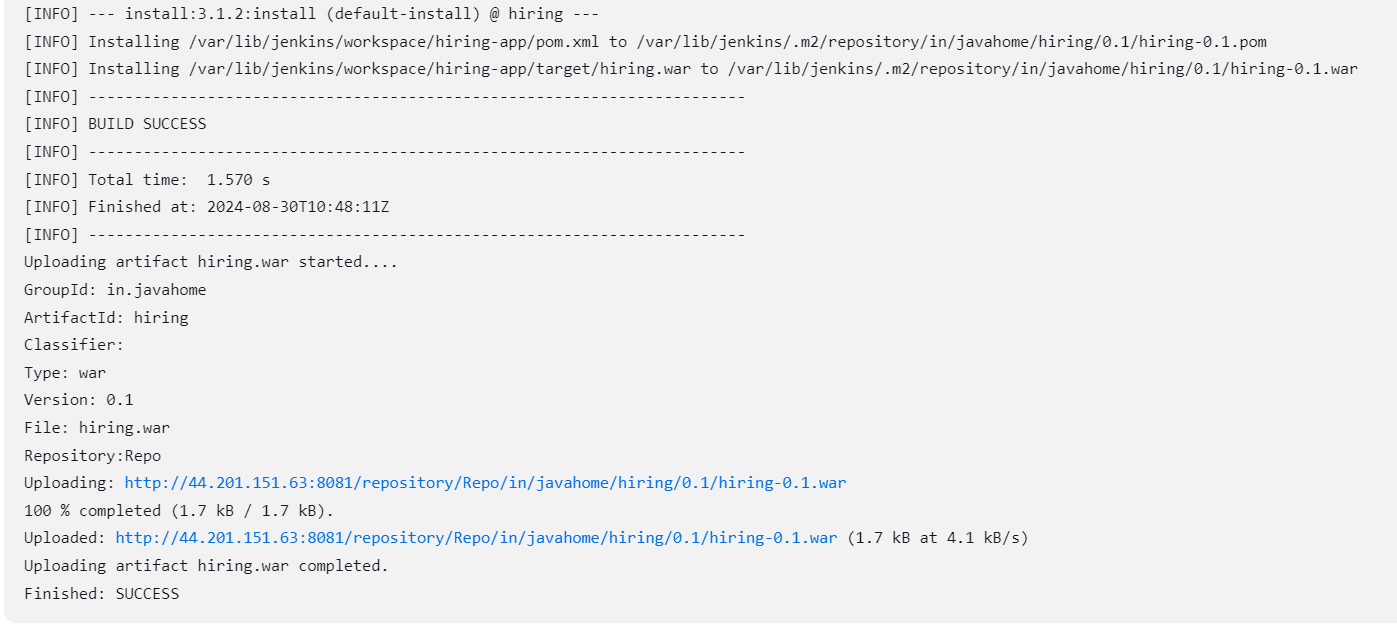 [INFO] --- install:3.1.2:install (default-install) @ hiring ---
[INFO] Installing /var/lib/jenkins/workspace/hiring-app/pom.xml to /var/lib/jenkins/.m2/repository/in/javahome/hiring/0.1/hiring-0.1.pom
[INFO] Installing /var/lib/jenkins/workspace/hiring-app/target/hiring.war to /var/lib/jenkins/.m2/repository/in/javahome/hiring/0.1/hiring-0.1.war
[INFO] ------------------------------------------------------------------------
[INFO] BUILD SUCCESS
[INFO] ------------------------------------------------------------------------
[INFO] Total time:  1.570 s
[INFO] Finished at: 2024-08-30T10:48:11Z
[INFO] ------------------------------------------------------------------------
Uploading artifact hiring.war started....
GroupId: in.javahome
ArtifactId: hiring
Classifier:
Type: war
Version: 0.1
File: hiring.war
Repository:Repo
Uploading: http://44.201.151.63:8081/repository/Repo/in/javahome/hiring/0.1/hiring-0.1.war
100 % completed (1.7 kB / 1.7 kB).
Uploaded: http://44.201.151.63:8081/repository/Repo/in/javahome/hiring/0.1/hiring-0.1.war (1.7 kB at 4.1 kB/s)
Uploading artifact hiring.war completed.
Finished: SUCCESS